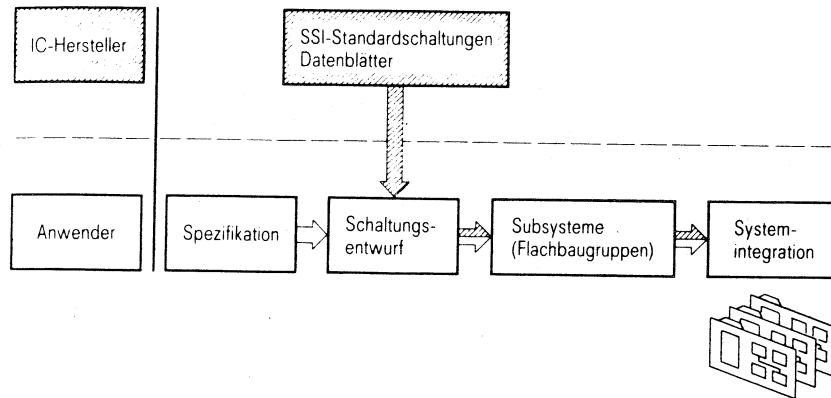 IC-Hersteller
SSI-Standardschaltungen
Datenblätter
Anwender
Spezifikation
Schaltungs-
entwurf
Subsysteme
(Flachbaugruppen)
System-
integration